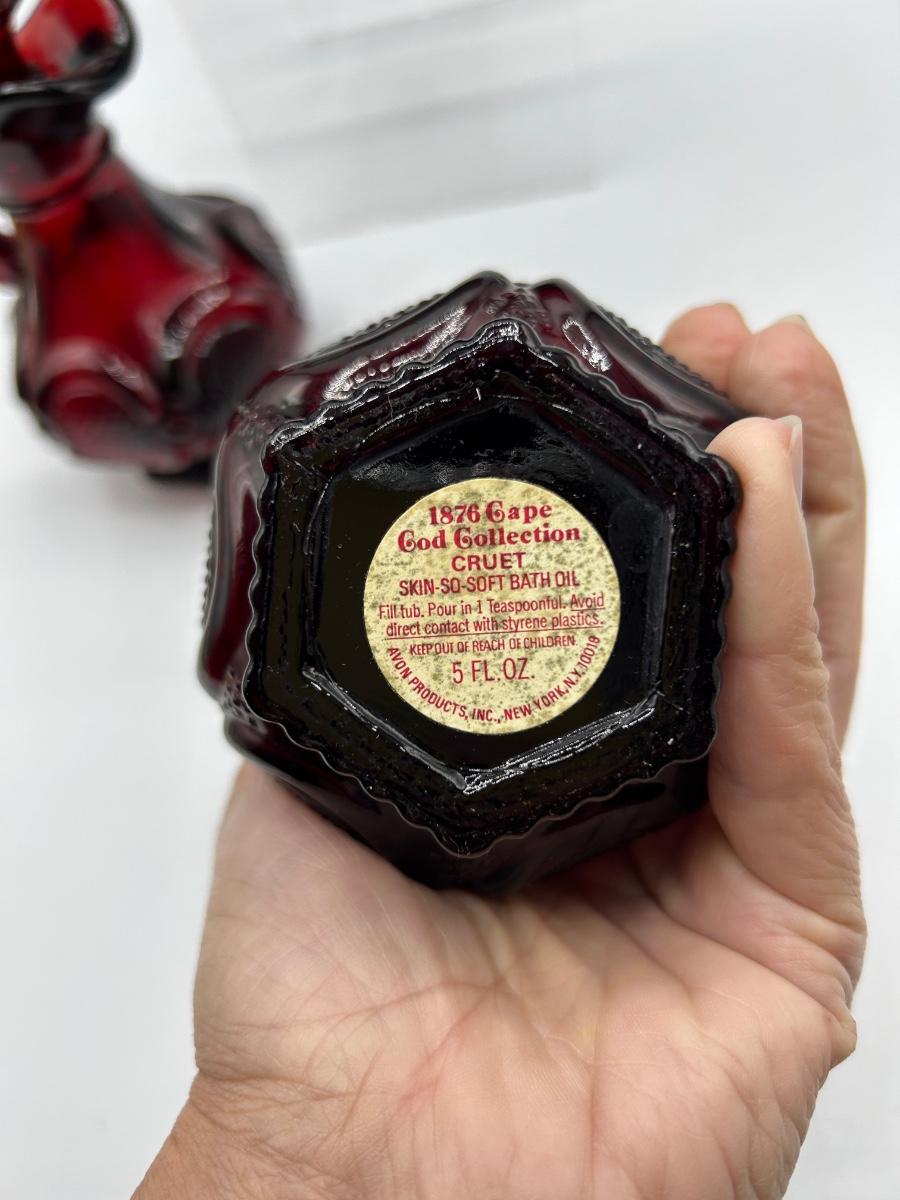 1876 Cape
Cod Collection
CRUET
SKIN-SO-SOFT BATH OIL
Fill tub. Pour in 1 Teaspoonful. Avoid
direct contact with styrene plastics.
KEEP OUT OF REACH OF CHILDREN.
5 FL.OZ.
AVON PRODUCTS, INC., NEW YORK, N.Y. 10019